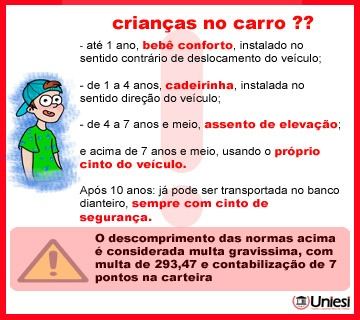 crianças no carro ??
- até 1 ano, bebê conforto, instalado no
sentido contrário de deslocamento do veículo;
- de 1 a 4 anos, cadeirinha, instalada no
sentido direção do veículo;
- de 4 a 7 anos e meio, assento de elevação;
e acima de 7 anos e meio, usando o próprio
cinto do veículo.
Após 10 anos: já pode ser transportada no banco
dianteiro, sempre com cinto de
segurança.
O descomprimento das normas acima
é considerada multa gravissima, com
multa de 293,47 e contabilização de 7
pontos na carteira
Uniesi